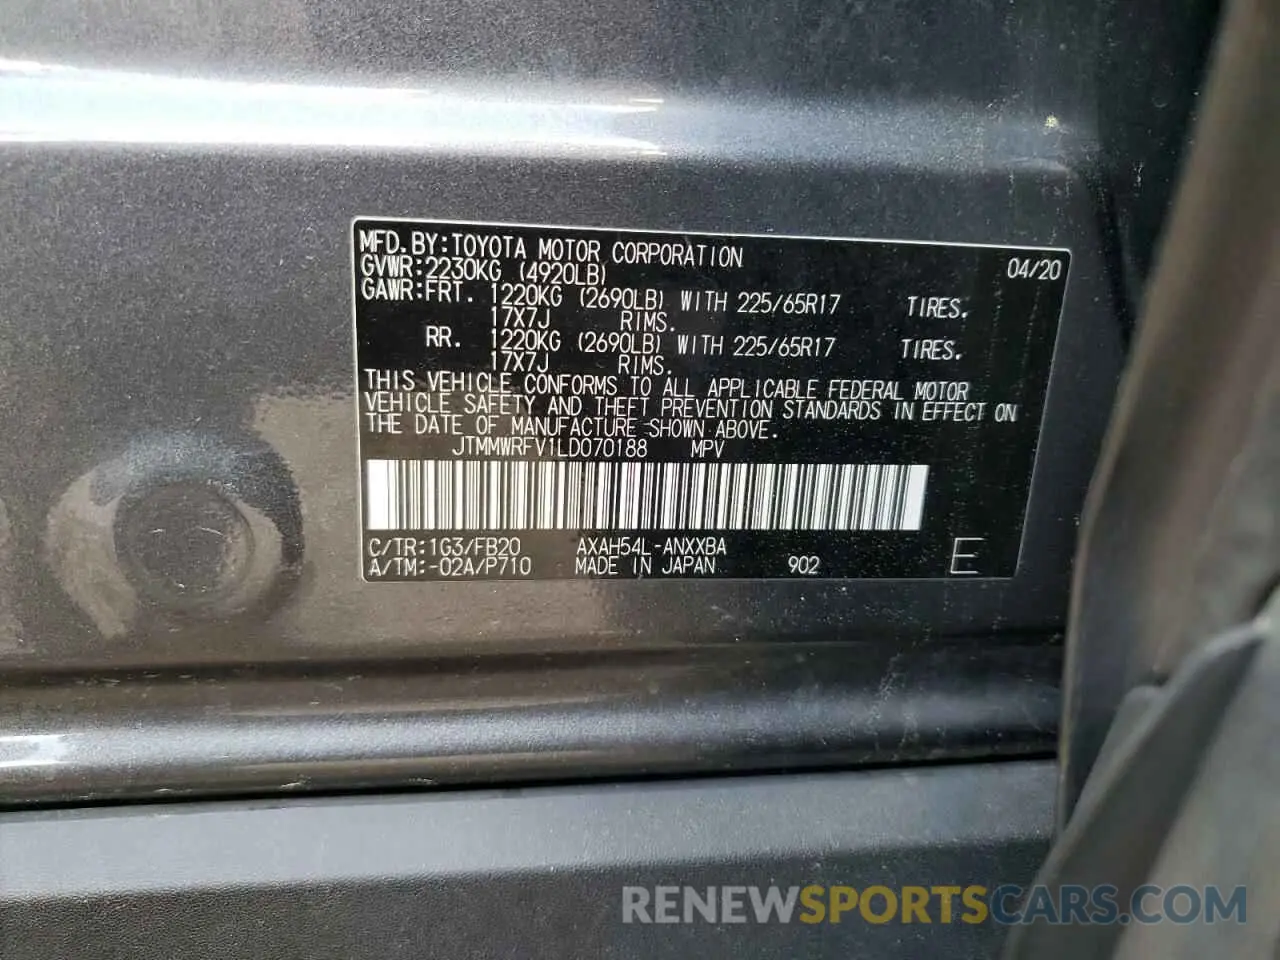 MFD.BY:TOYOTA MOTOR CORPORATION 04/20
GVWR:2230KG (4920LB)
GAWR:FRT. 1220KG (2690LB) WITH 225/65R17 TIRES.
17X7J RIMS.
RR. 1220KG (2690LB) WITH 225/65R17 TIRES.
17X7J RIMS.
THIS VEHICLE CONFORMS TO ALL APPLICABLE FEDERAL MOTOR
VEHICLE SAFETY AND THEFT PREVENTION STANDARDS IN EFFECT ON
THE DATE OF MANUFACTURE SHOWN ABOVE.
JTMMWRFV1LD070188 MPV
C/TR:1G3/FB20 AXAH54L-ANXXBA
A/TM:-02A/P710 MADE IN JAPAN 902 E
RENEWSPORTSCARS.COM